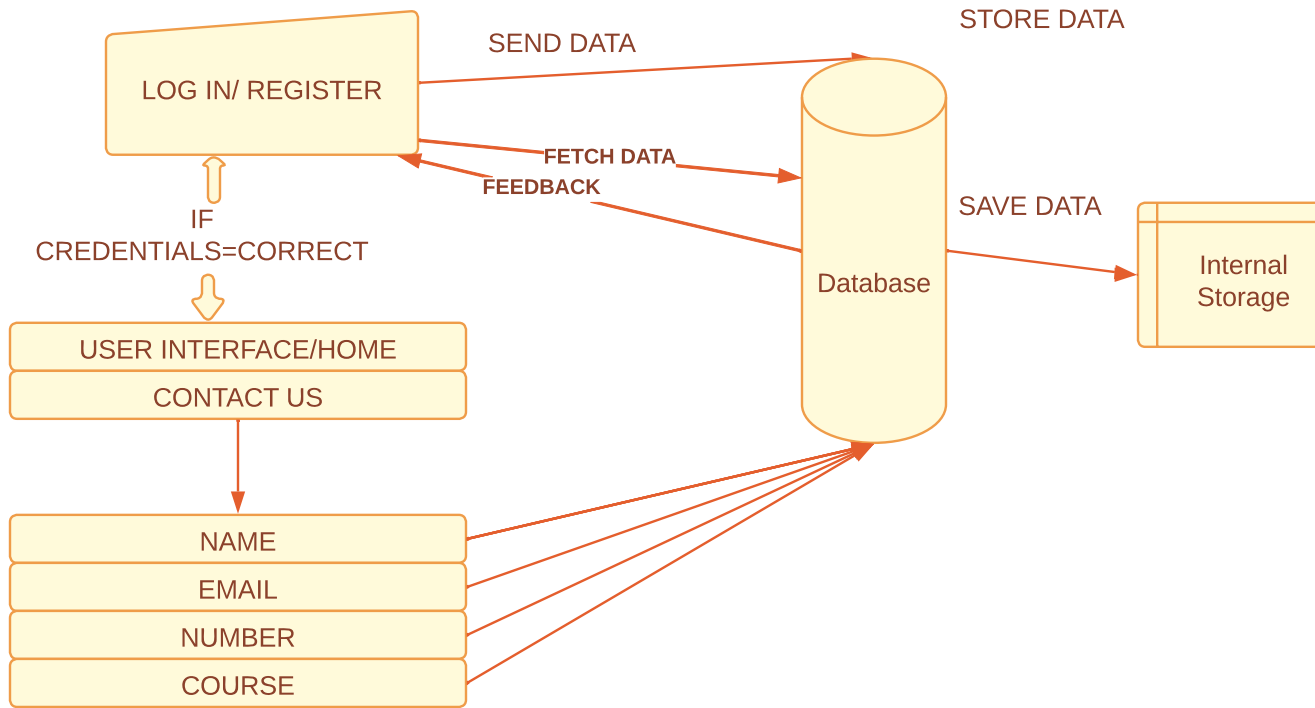 STORE DATA
SEND DATA
LOG IN/ REGISTER
FETCH DATA
FEEDBACK
SAVE DATA
IF
CREDENTIALS=CORRECT
Internal
Storage
Database
USER INTERFACE/HOME
CONTACT US
NAME
EMAIL
NUMBER
COURSE